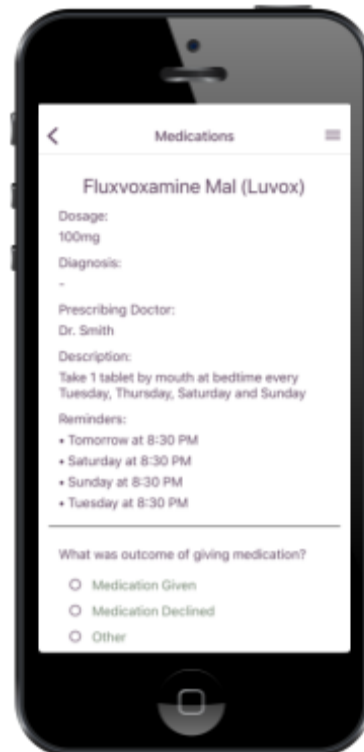 Medications
Fluxvoxamine Mal (Luvox)
Dosage:
100mg
Diagnosis:
-
Prescribing Doctor:
Dr. Smith
Description:
Take 1 tablet by mouth at bedtime every
Tuesday, Thursday, Saturday and Sunday
Reminders:
• Tomorrow at 8:30 PM
• Saturday at 8:30 PM
• Sunday at 8:30 PM
• Tuesday at 8:30 PM
What was outcome of giving medication?
Medication Given
Medication Declined
Other